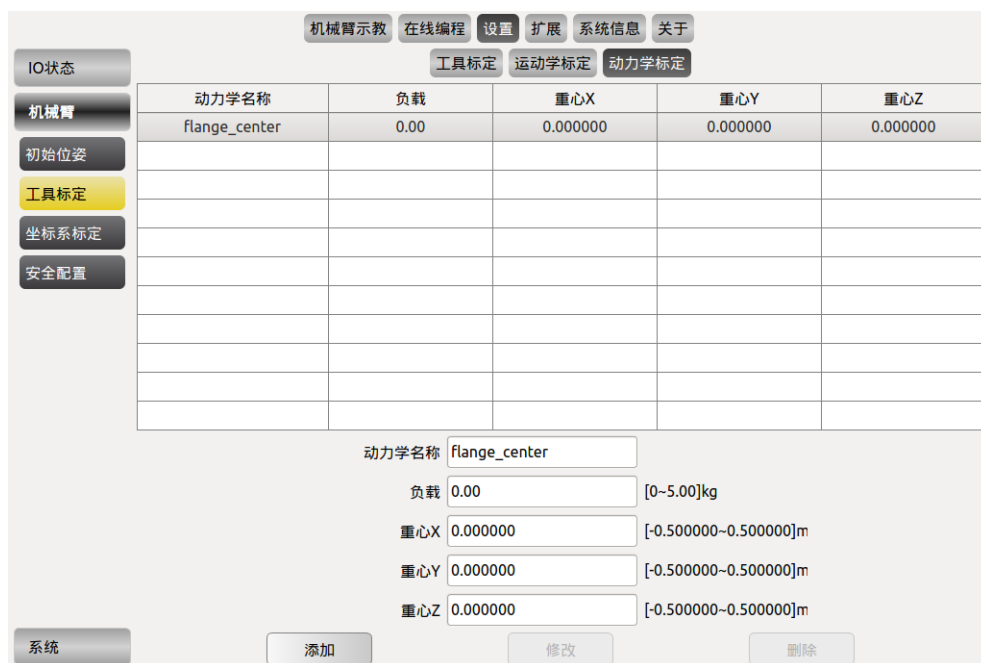 机械臂示教 在线编程 设置 扩展 系统信息 关于
工具标定 运动学标定 动力学标定
IO状态
机械臂
初始位姿
工具标定
坐标系标定
安全配置
系统
动力学名称 负载 重心X 重心Y 重心Z
flange_center 0.00 0.000000 0.000000 0.000000
动力学名称 flange_center
负载 0.00 [0~5.00]kg
重心X 0.000000 [-0.500000~0.500000]m
重心Y 0.000000 [-0.500000~0.500000]m
重心Z 0.000000 [-0.500000~0.500000]m
添加 修改 删除